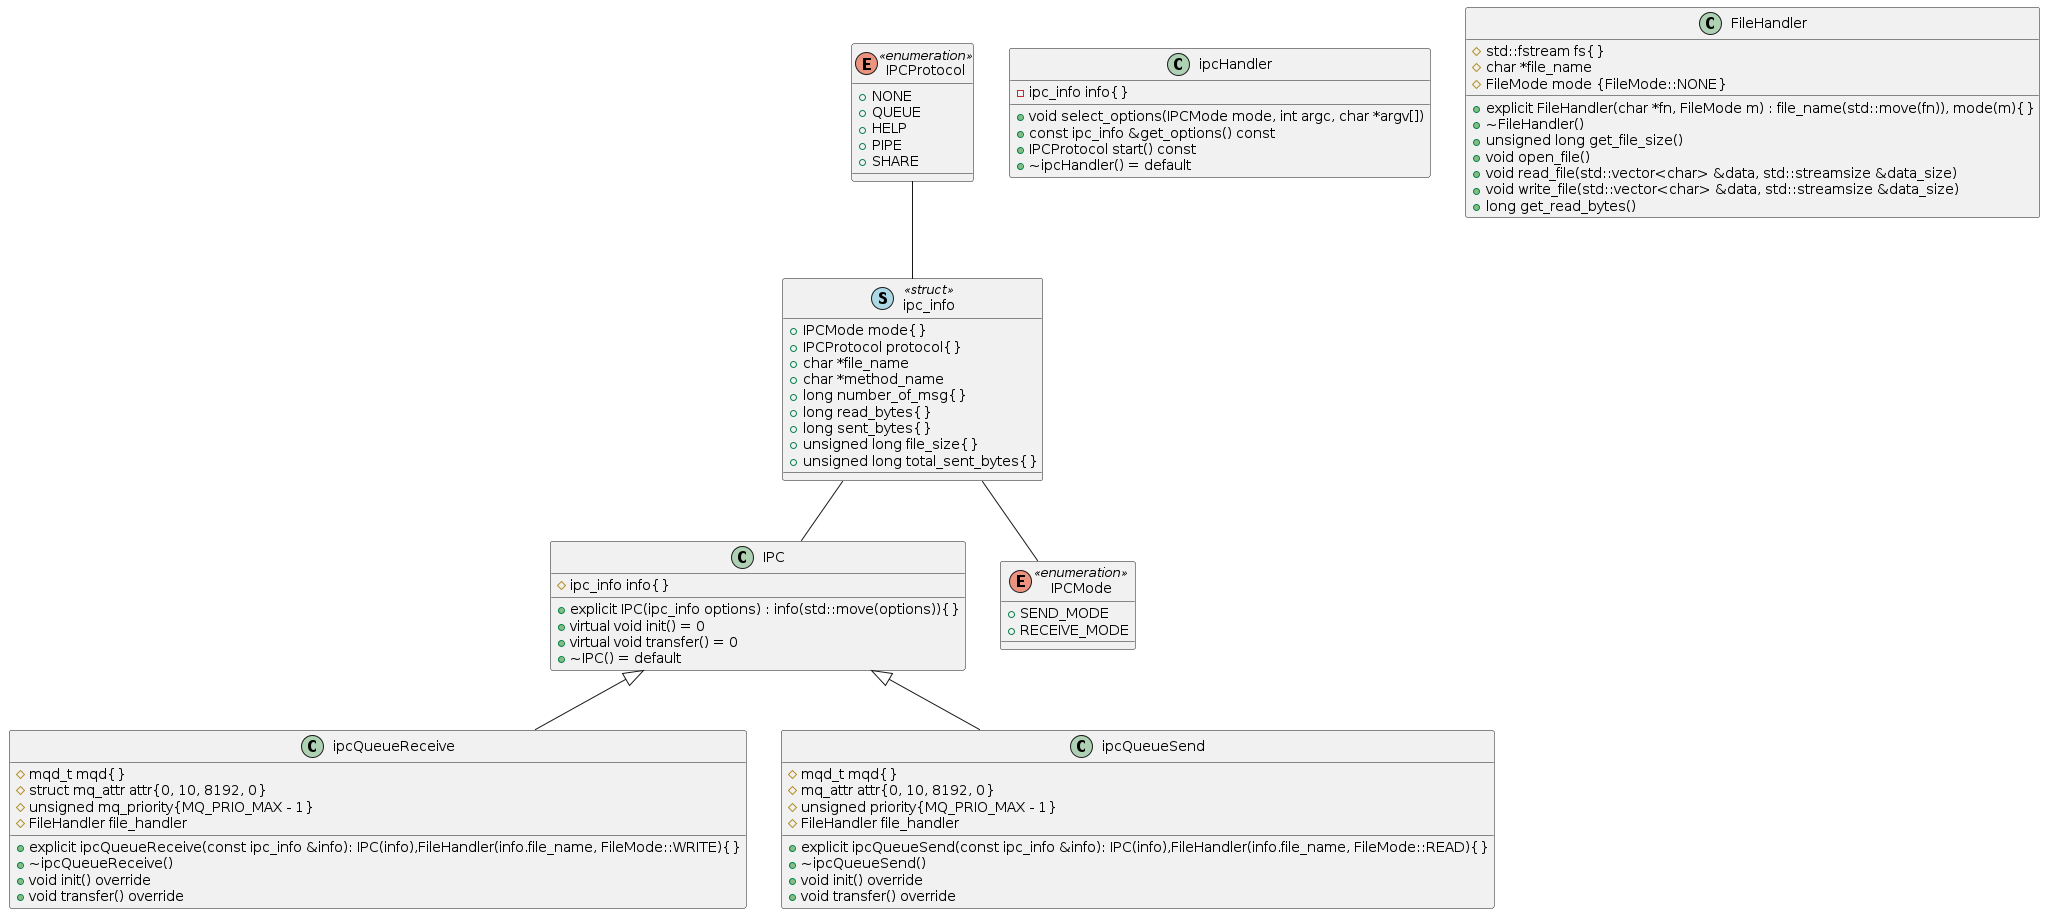 «enumeration»
E
IPCProtocol
NONE
QUEUE
HELP
PIPE
SHARE
C
ipcHandler
ipc_info info{}
void select_options(IPCMode mode, int argc, char *argv[])
const ipc_info &get_options() const
IPCProtocol start() const
~ipcHandler() = default
C
FileHandler
std::fstream fs{}
char *file_name
FileMode mode {FileMode::NONE}
explicit FileHandler(char *fn, FileMode m) : file_name(std::move(fn)), mode(m){}
~FileHandler()
unsigned long get_file_size()
void open_file()
void read_file(std::vector<char> &data, std::streamsize &data_size)
void write_file(std::vector<char> &data, std::streamsize &data_size)
long get_read_bytes()
«struct»
S
ipc_info
IPCMode mode{}
IPCProtocol protocol{}
char *file_name
char *method_name
long number_of_msg{}
long read_bytes{}
long sent_bytes{}
unsigned long file_size{}
unsigned long total_sent_bytes{}
C
IPC
ipc_info info{}
explicit IPC(ipc_info options) : info(std::move(options)){}
virtual void init() = 0
virtual void transfer() = 0
~IPC() = default
«enumeration»
E
IPCMode
SEND_MODE
RECEIVE_MODE
C
ipcQueueReceive
mqd_t mqd{}
struct mq_attr attr{0, 10, 8192, 0}
unsigned mq_priority{MQ_PRIO_MAX - 1}
FileHandler file_handler
explicit ipcQueueReceive(const ipc_info &info): IPC(info),FileHandler(info.file_name, FileMode::WRITE){}
~ipcQueueReceive()
void init() override
void transfer() override
C
ipcQueueSend
mqd_t mqd{}
mq_attr attr{0, 10, 8192, 0}
unsigned priority{MQ_PRIO_MAX - 1}
FileHandler file_handler
explicit ipcQueueSend(const ipc_info &info): IPC(info),FileHandler(info.file_name, FileMode::READ){}
~ipcQueueSend()
void init() override
void transfer() override